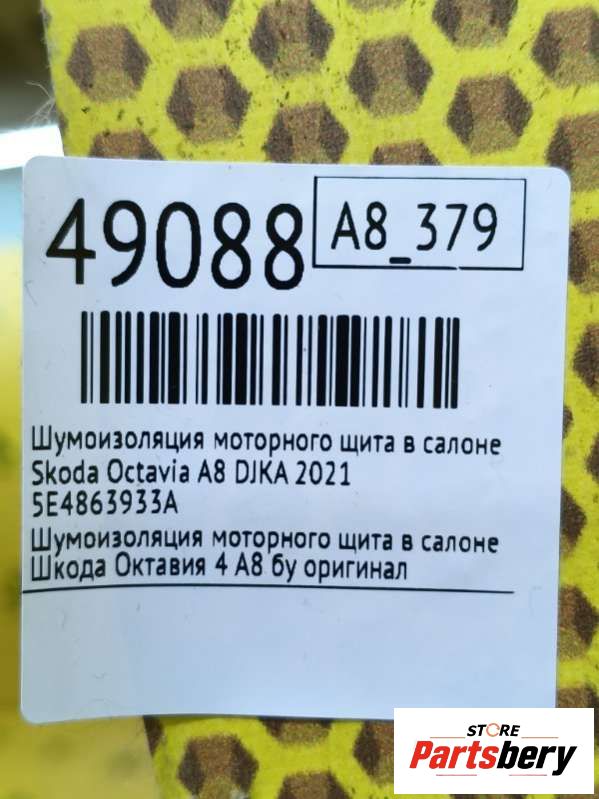 49088
A8_379
Шумоизоляция моторного щита в салоне
Skoda Octavia A8 DJKA 2021
5E4863933A
Шумоизоляция моторного щита в салоне
Шкода Октавия 4 А8 бу оригинал
STORE
Partsbery